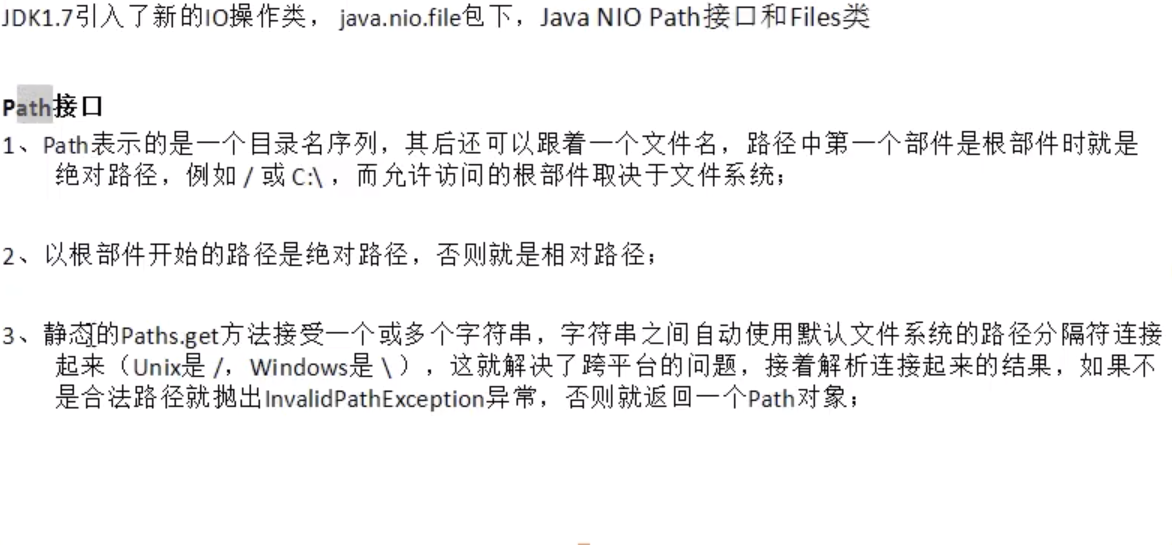 JDK1.7引入了新的IO操作类，java.nio.file包下，Java NIO Path接口和Files类
Path接口
1、Path表示的是一个目录名序列，其后还可以跟着一个文件名，路径中第一个部件是根部件时就是
绝对路径，例如 / 或 C:\ ，而允许访问的根部件取决于文件系统；
2、以根部件开始的路径是绝对路径，否则就是相对路径；
3、静态的Paths.get方法接受一个或多个字符串，字符串之间自动使用默认文件系统的路径分隔符连接
起来（Unix是 /，Windows是 \ ），这就解决了跨平台的问题，接着解析连接起来的结果，如果不
是合法路径就抛出InvalidPathException异常，否则就返回一个Path对象；